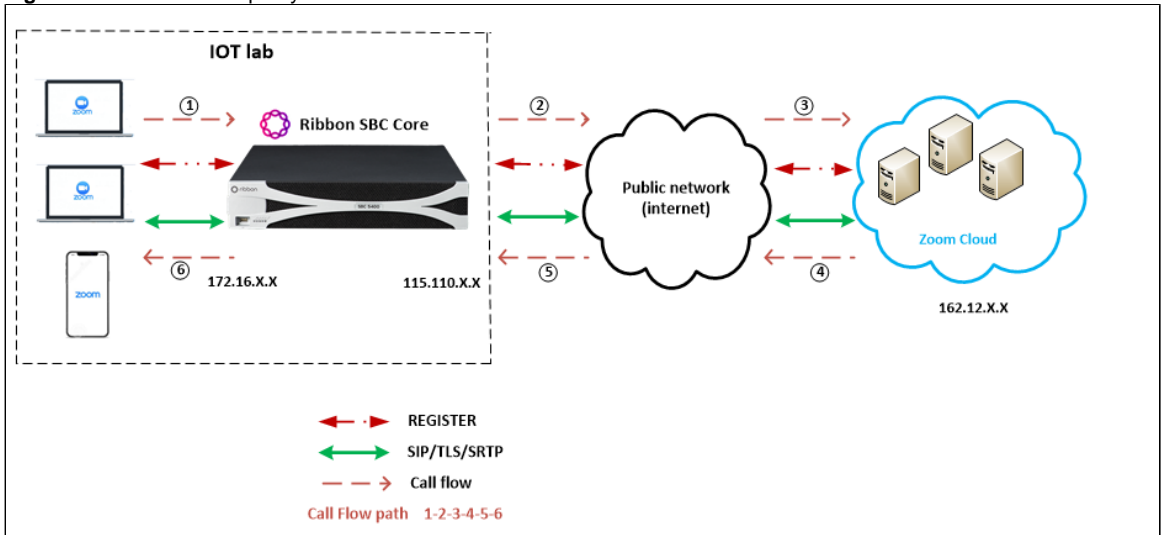 IOT lab
zoom
①
Ribbon SBC Core
②
③
zoom
ribbon
Public network
(internet)
Zoom Cloud
⑥
⑤
④
zoom
172.16.X.X
115.110.X.X
162.12.X.X
REGISTER
SIP/TLS/SRTP
Call flow
Call Flow path 1-2-3-4-5-6